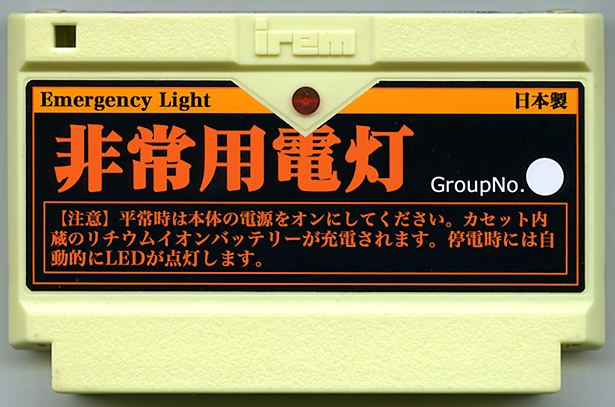 irem
Emergency Light
日本製
非常用電灯
GroupNo.
【注意】平常時は本体の電源をオンにしてください。カセット内
蔵のリチウムイオンバッテリーが充電されます。停電時には自
動的にLEDが点灯します。